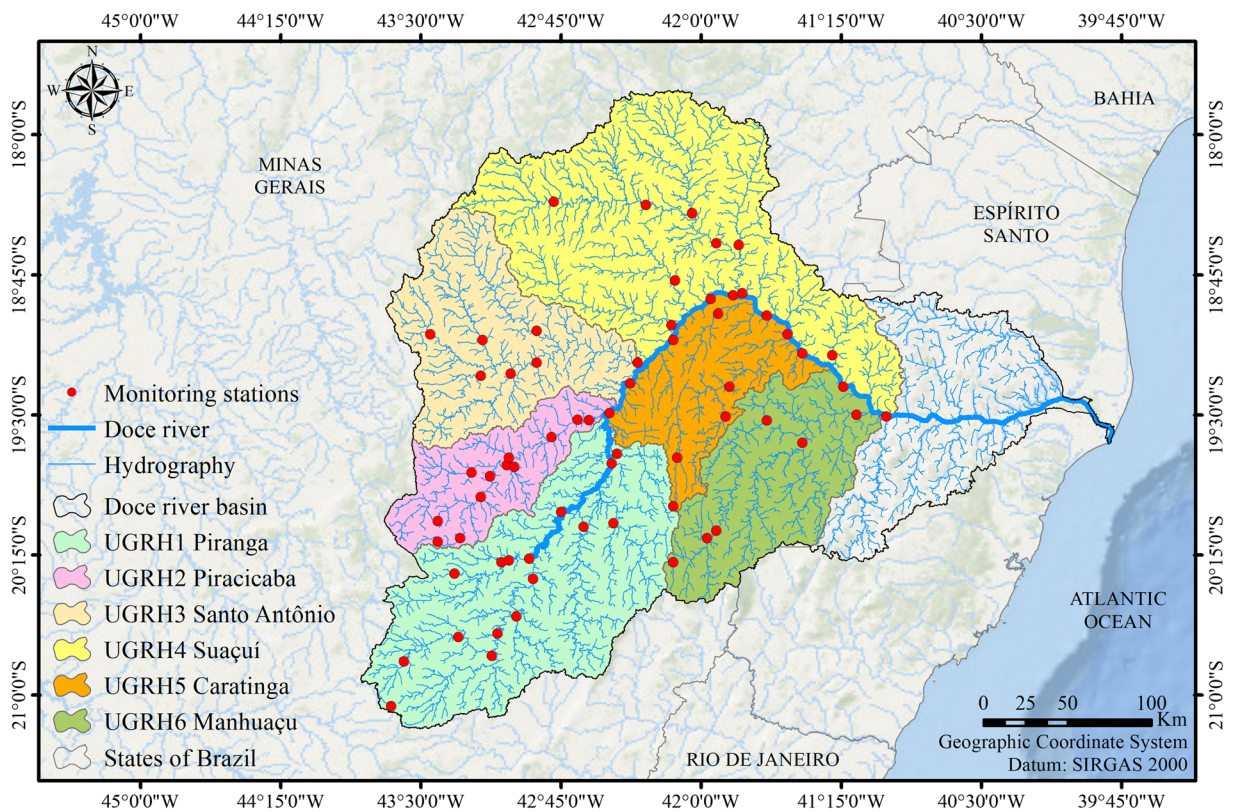 45°0'0"W 44°15'0"W 43°30'0"W 42°45'0"W 42°0'0"W 41°15'0"W 40°30'0"W 39°45'0"W
N
W E
S
BAHIA
18°0'0"S
18°0'0"S
MINAS
GERAIS
ESPÍRITO
SANTO
18°45'0"S
18°45'0"S
Monitoring stations
19°30'0"S
19°30'0"S
Doce river
Hydrography
Doce river basin
UGRH1 Piranga
20°15'0"S
20°15'0"S
UGRH2 Piracicaba
UGRH3 Santo Antônio
ATLANTIC
OCEAN
UGRH4 Suaçuí
UGRH5 Caratinga
21°0'0"S
21°0'0"S
UGRH6 Manhuaçu
0 25 50 100
Km
States of Brazil
RIO DE JANEIRO
Geographic Coordinate System
Datum: SIRGAS 2000
45°0'0"W 44°15'0"W 43°30'0"W 42°45'0"W 42°0'0"W 41°15'0"W 40°30'0"W 39°45'0"W